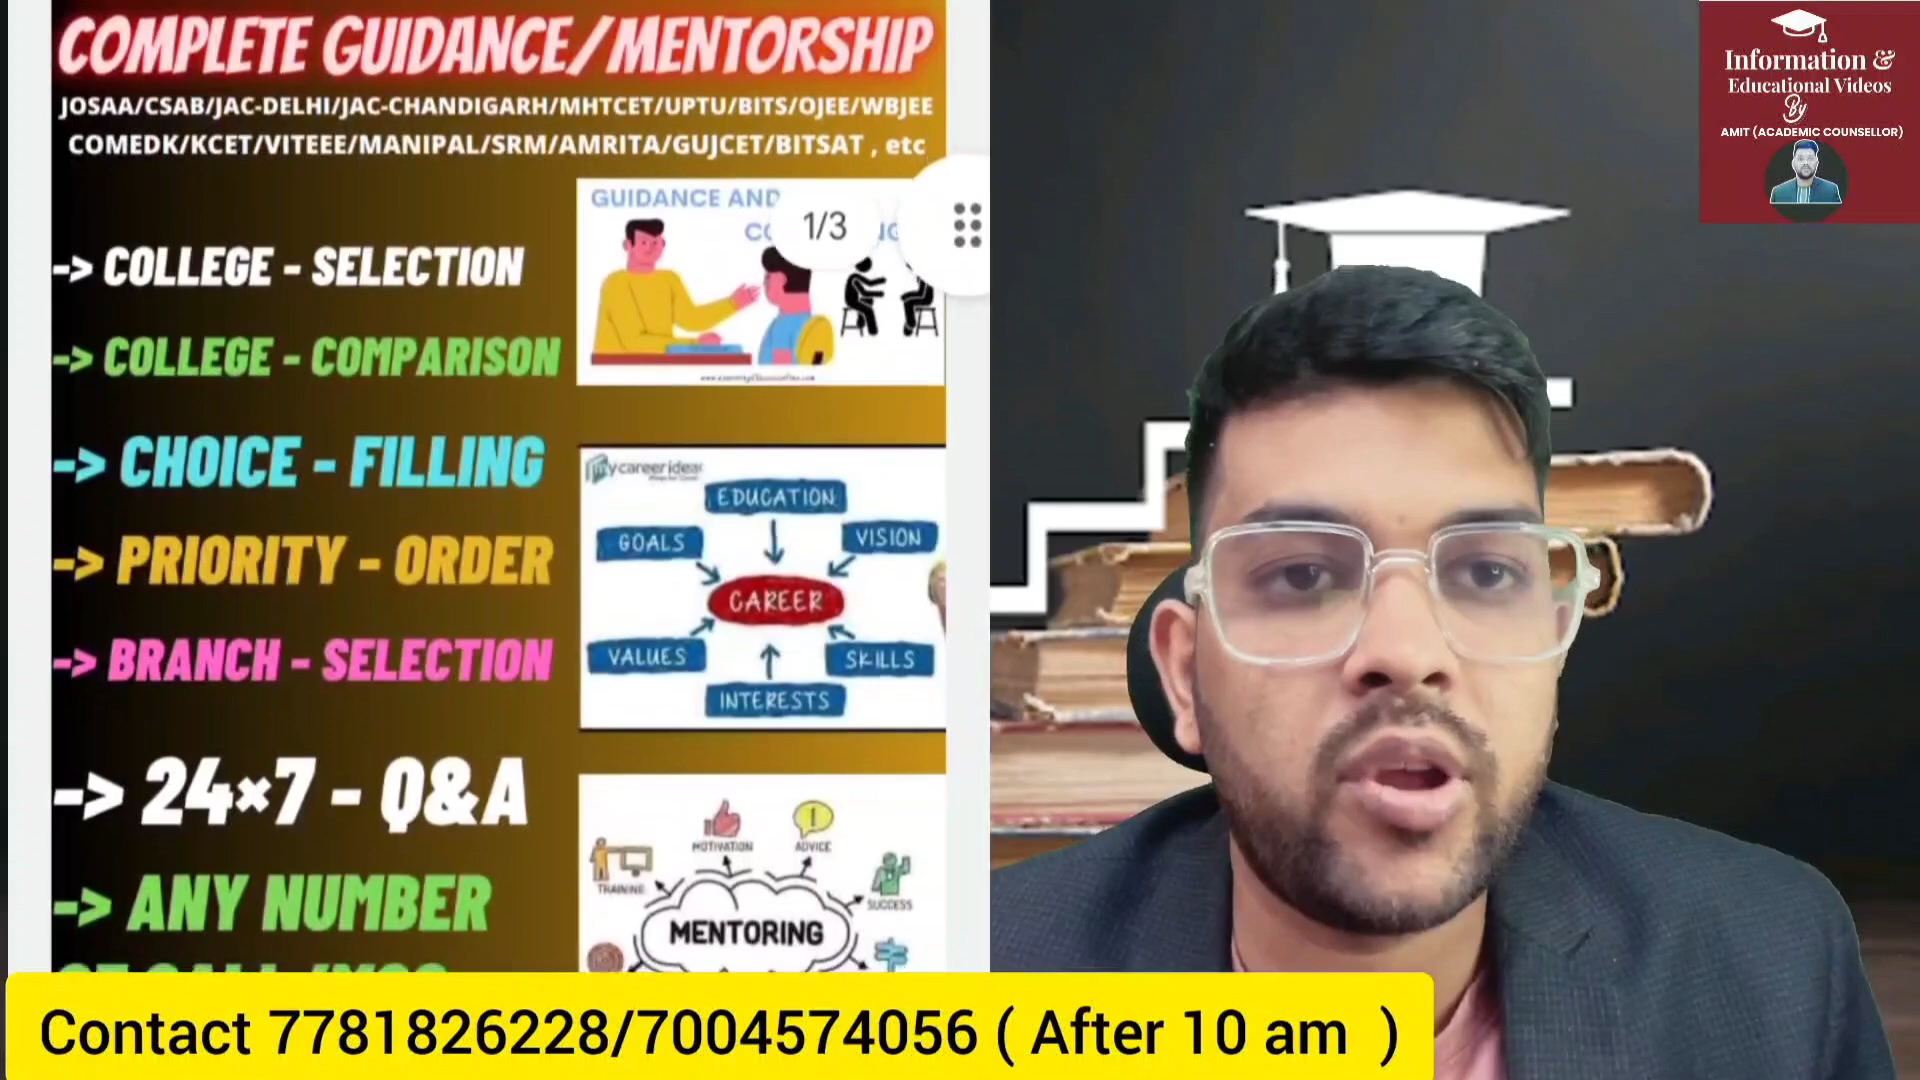 COMPLETE GUIDANCE/MENTORSHIP
JOSAA/CSAB/JAC-DELHI/JAC-CHANDIGARH/MHTCET/UPTU/BITS/OJEE/WBJEE
COMEDK/KCET/VITEEE/MANIPAL/SRM/AMRITA/GUJCET/BITSAT , etc
-> COLLEGE - SELECTION
-> COLLEGE - COMPARISON
-> CHOICE - FILLING
-> PRIORITY - ORDER
-> BRANCH - SELECTION
-> 24×7 - Q&A
-> ANY NUMBER
GUIDANCE AND
1/3
EDUCATION
GOALS
VISION
CAREER
VALUES
SKILLS
INTERESTS
MOTIVATION
ADVICE
TRAINING
SUCCESS
MENTORING
Information &
Educational Videos
By
AMIT (ACADEMIC COUNSELLOR)
Contact 7781826228/7004574056 ( After 10 am )